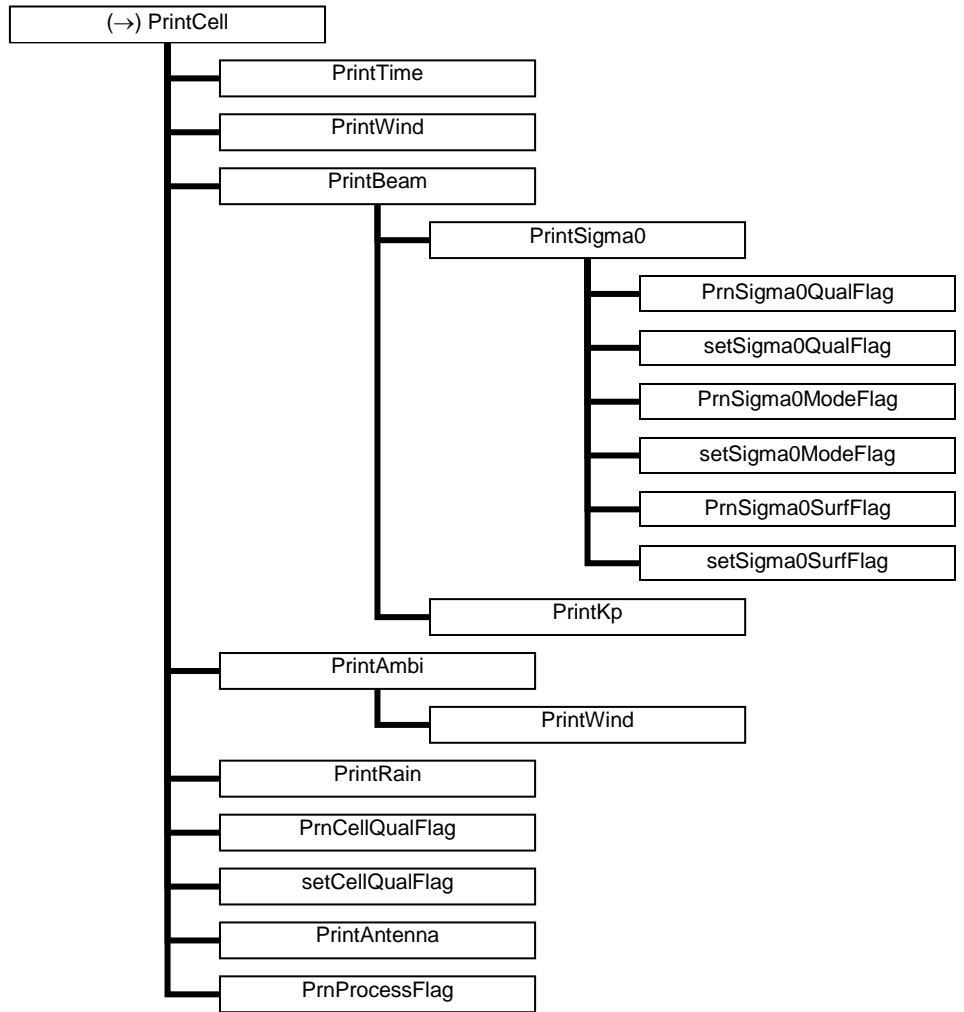 (→) PrintCell
PrintTime
PrintWind
PrintBeam
PrintSigma0
PrnSigma0QualFlag
setSigma0QualFlag
PrnSigma0ModeFlag
setSigma0ModeFlag
PrnSigma0SurfFlag
setSigma0SurfFlag
PrintKp
PrintAmbi
PrintWind
PrintRain
PrnCellQualFlag
setCellQualFlag
PrintAntenna
PrnProcessFlag